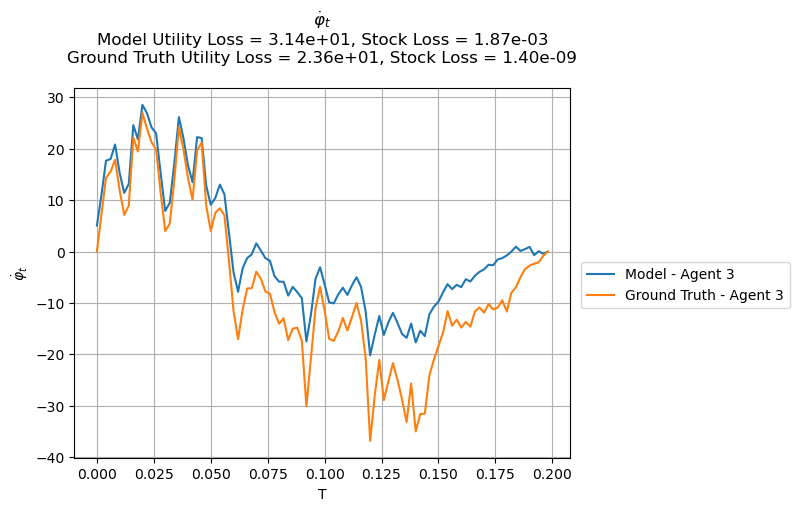 φ̇ₜ
Model Utility Loss = 3.14e+01, Stock Loss = 1.87e-03
Ground Truth Utility Loss = 2.36e+01, Stock Loss = 1.40e-09
30
20
10
0
−10
−20
−30
−40
φ̇ₜ
0.000 0.025 0.050 0.075 0.100 0.125 0.150 0.175 0.200
T
Model - Agent 3
Ground Truth - Agent 3